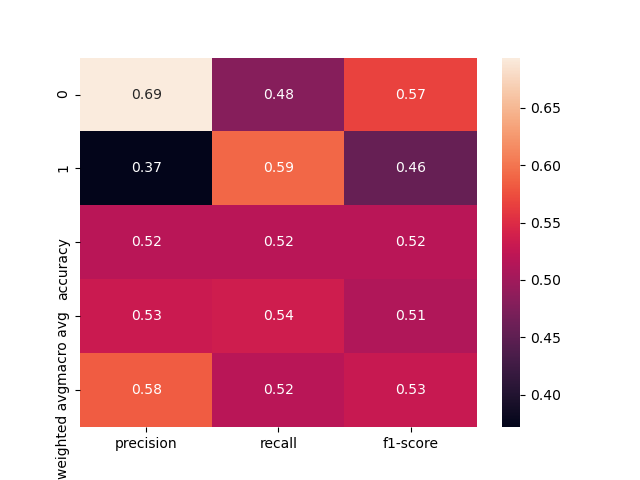 0 0.69 0.48 0.57
1 0.37 0.59 0.46
accuracy 0.52 0.52 0.52
macro avg 0.53 0.54 0.51
weighted avg 0.58 0.52 0.53
precision recall f1-score
0.65
0.60
0.55
0.50
0.45
0.40